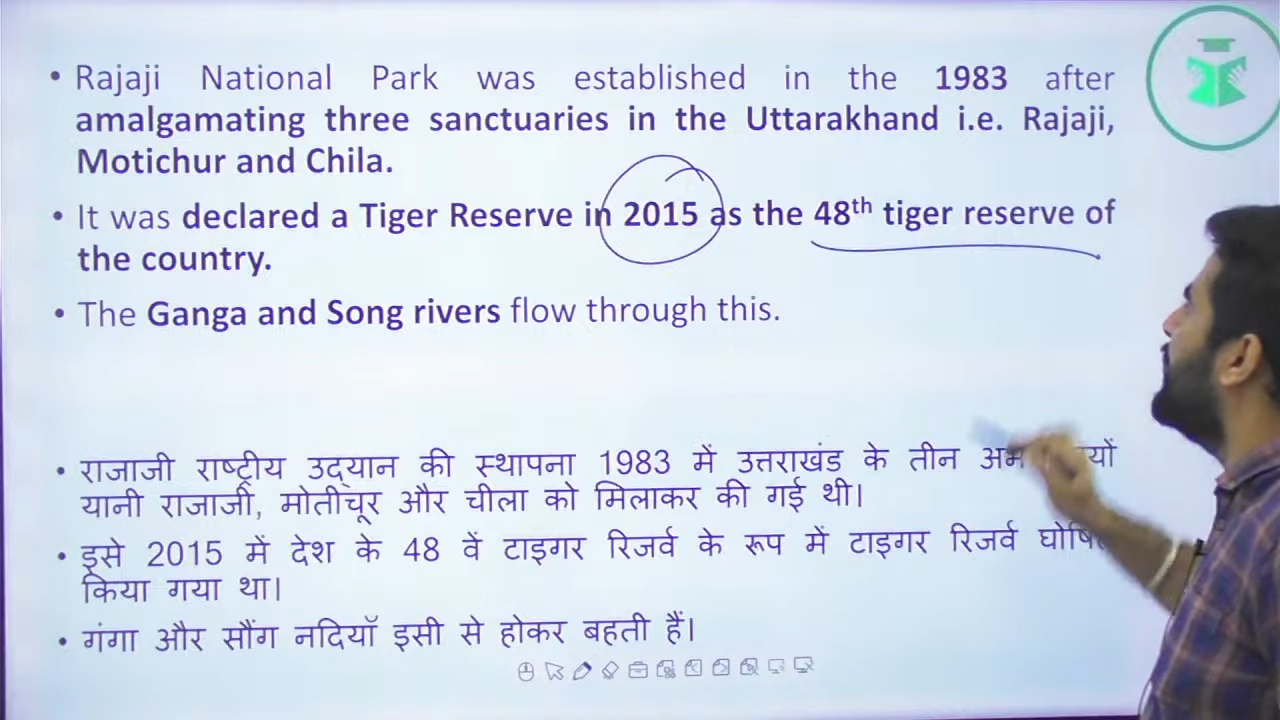 • Rajaji National Park was established in the 1983 after
amalgamating three sanctuaries in the Uttarakhand i.e. Rajaji,
Motichur and Chila.
• It was declared a Tiger Reserve in 2015 as the 48th tiger reserve of
the country.
• The Ganga and Song rivers flow through this.
• राजाजी राष्ट्रीय उद्यान की स्थापना 1983 में उत्तराखंड के तीन
यानी राजाजी, मोतीचूर और चीला को मिलाकर की गई थी।
• इसे 2015 में देश के 48 वें टाइगर रिजर्व के रूप में टाइगर रिजर्व
किया गया था।
• गंगा और सौंग नदियॉ इसी से होकर बहती हैं।